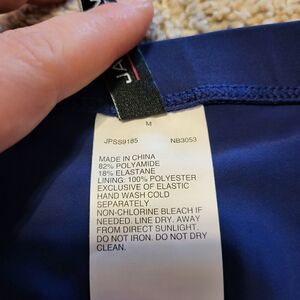 JA
M
JPSS9185 NB3053
MADE IN CHINA
82% POLYAMIDE
18% ELASTANE
LINING: 100% POLYESTER
EXCLUSIVE OF ELASTIC
HAND WASH COLD
SEPARATELY.
NON-CHLORINE BLEACH IF
NEEDED. LINE DRY. AWAY
FROM DIRECT SUNLIGHT.
DO NOT IRON. DO NOT DRY
CLEAN.